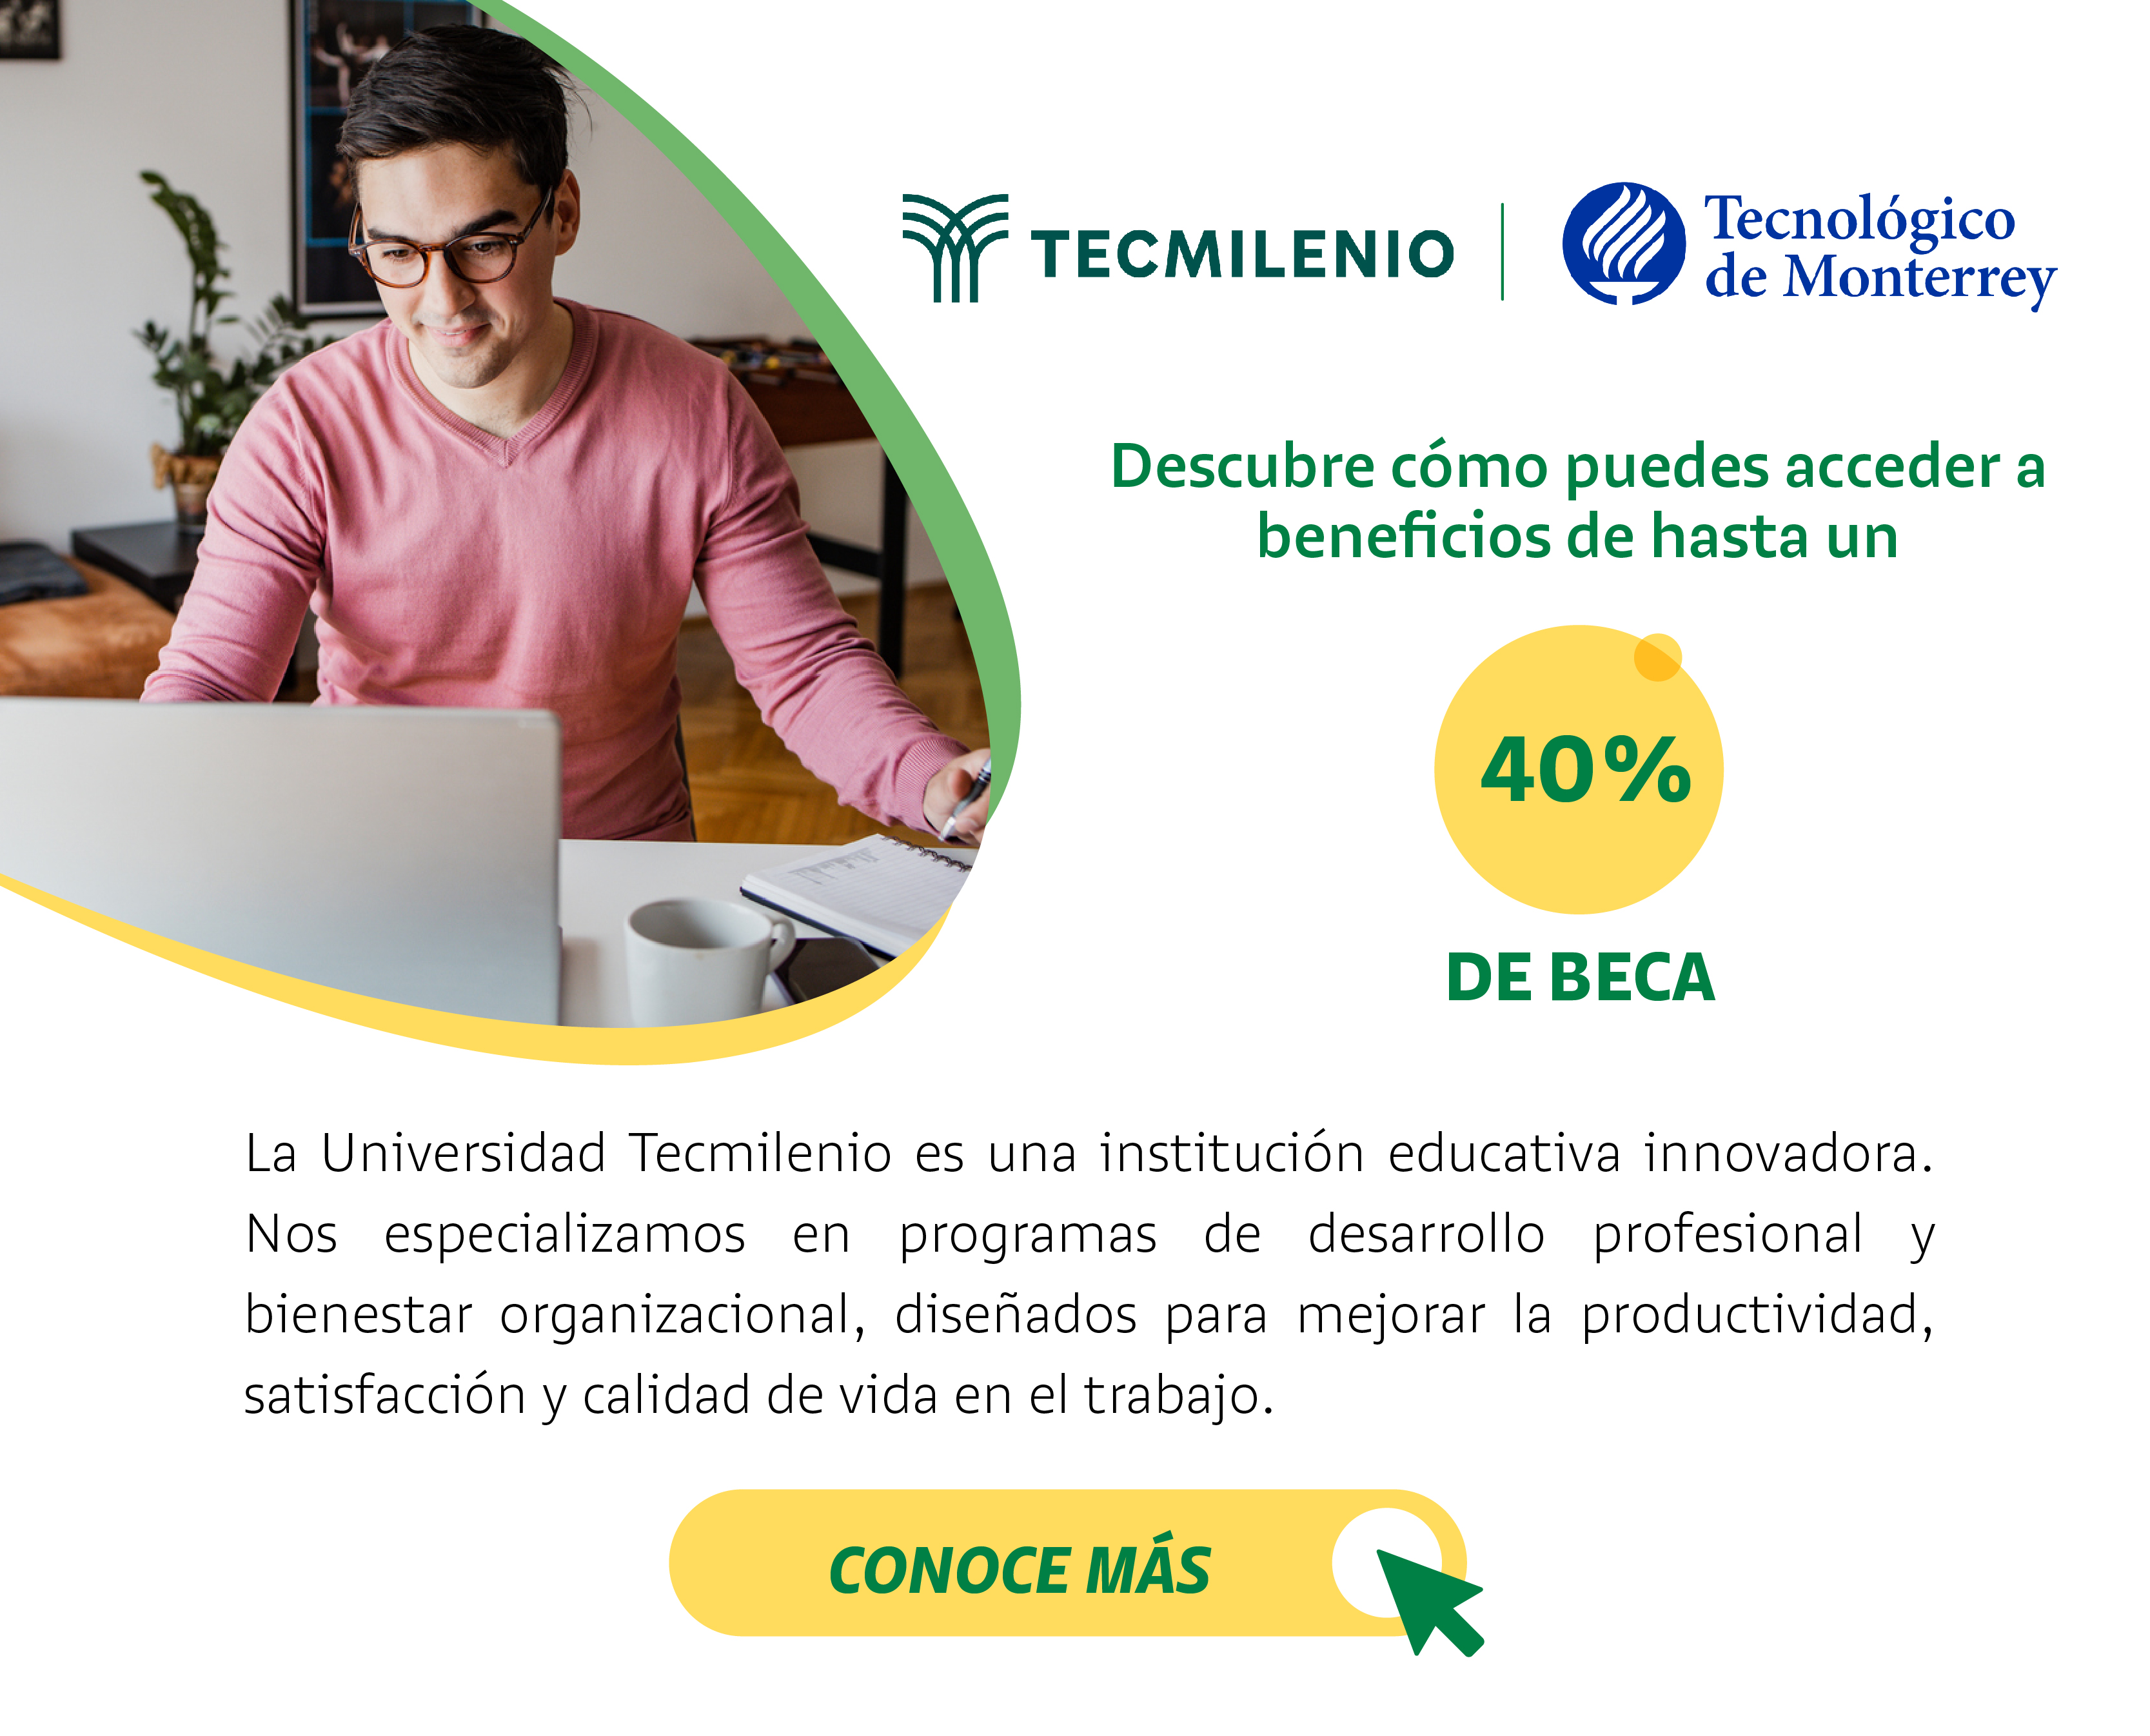 TECMILENIO
Tecnológico
de Monterrey
Descubre cómo puedes acceder a
beneficios de hasta un
40%
DE BECA
La Universidad Tecmilenio es una institución educativa innovadora.
Nos especializamos en programas de desarrollo profesional y
bienestar organizacional, diseñados para mejorar la productividad,
satisfacción y calidad de vida en el trabajo.
CONOCE MÁS